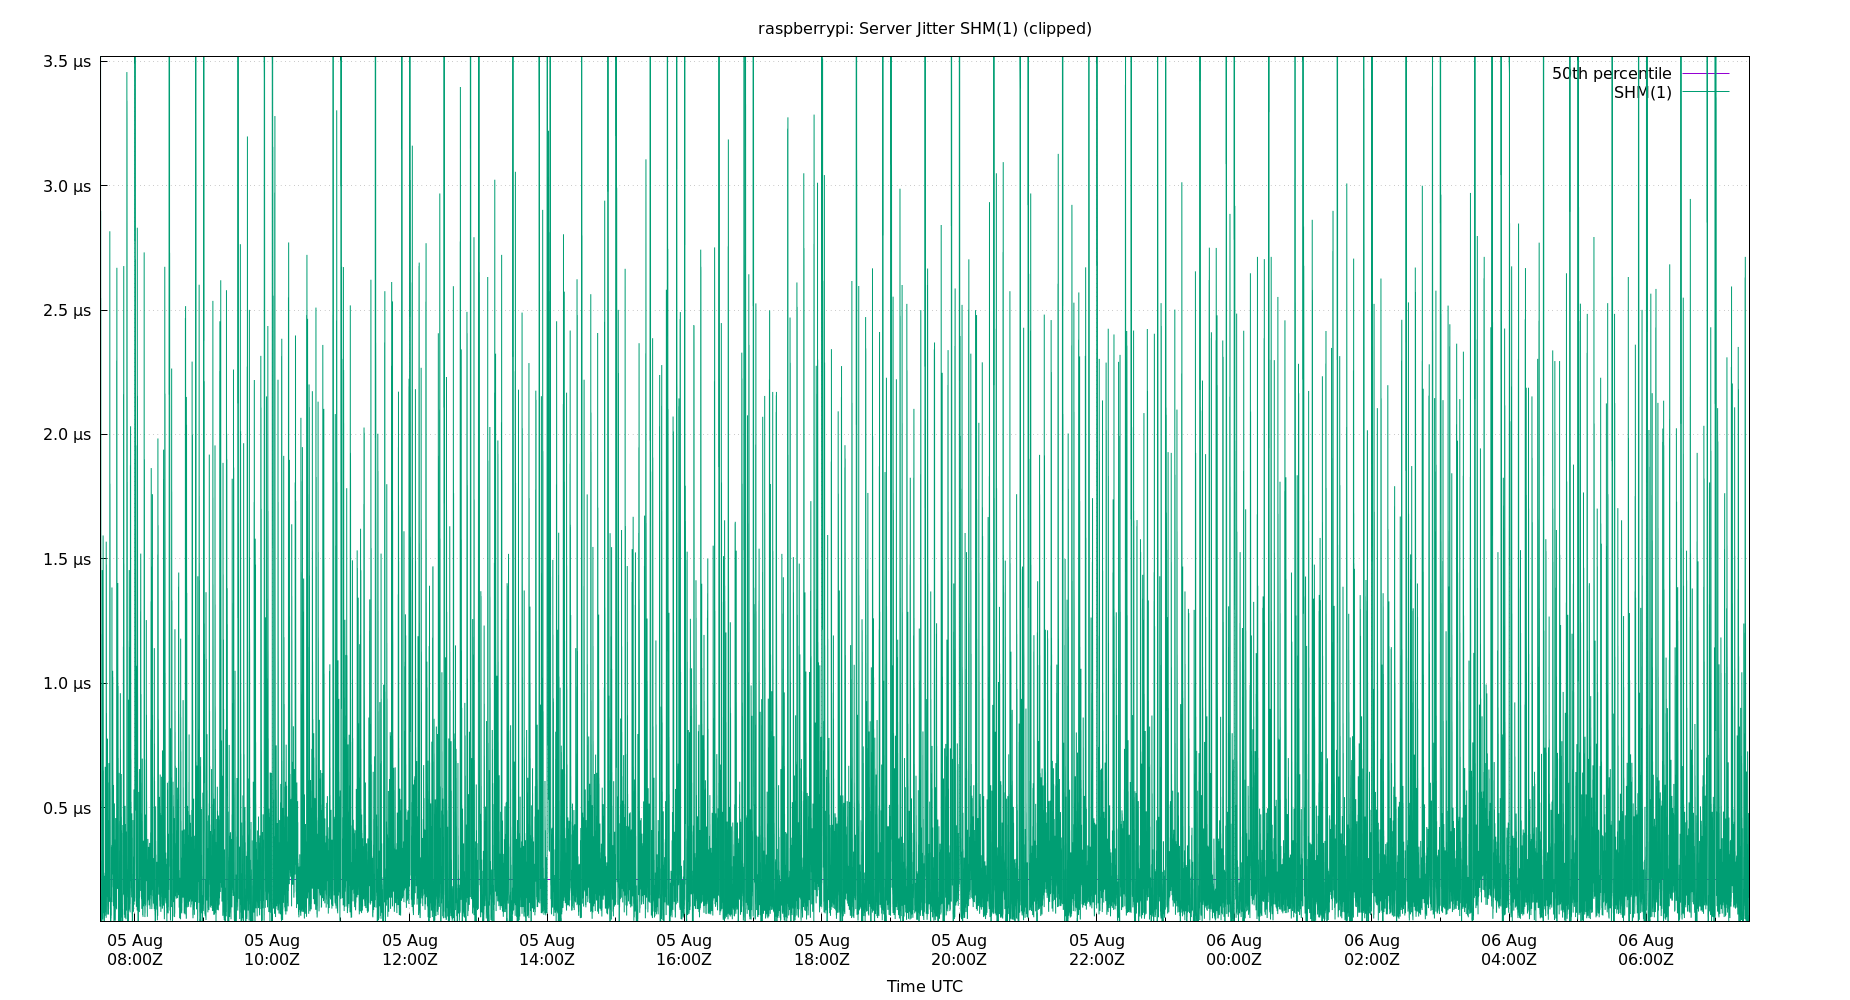 raspberrypi: Server Jitter SHM(1) (clipped)
3.5 µs
50th percentile
SHM(1)
3.0 µs
2.5 µs
2.0 µs
1.5 µs
1.0 µs
0.5 µs
05 Aug 05 Aug 05 Aug 05 Aug 05 Aug 05 Aug 05 Aug 05 Aug 06 Aug 06 Aug 06 Aug 06 Aug
08:00Z 10:00Z 12:00Z 14:00Z 16:00Z 18:00Z 20:00Z 22:00Z 00:00Z 02:00Z 04:00Z 06:00Z
Time UTC